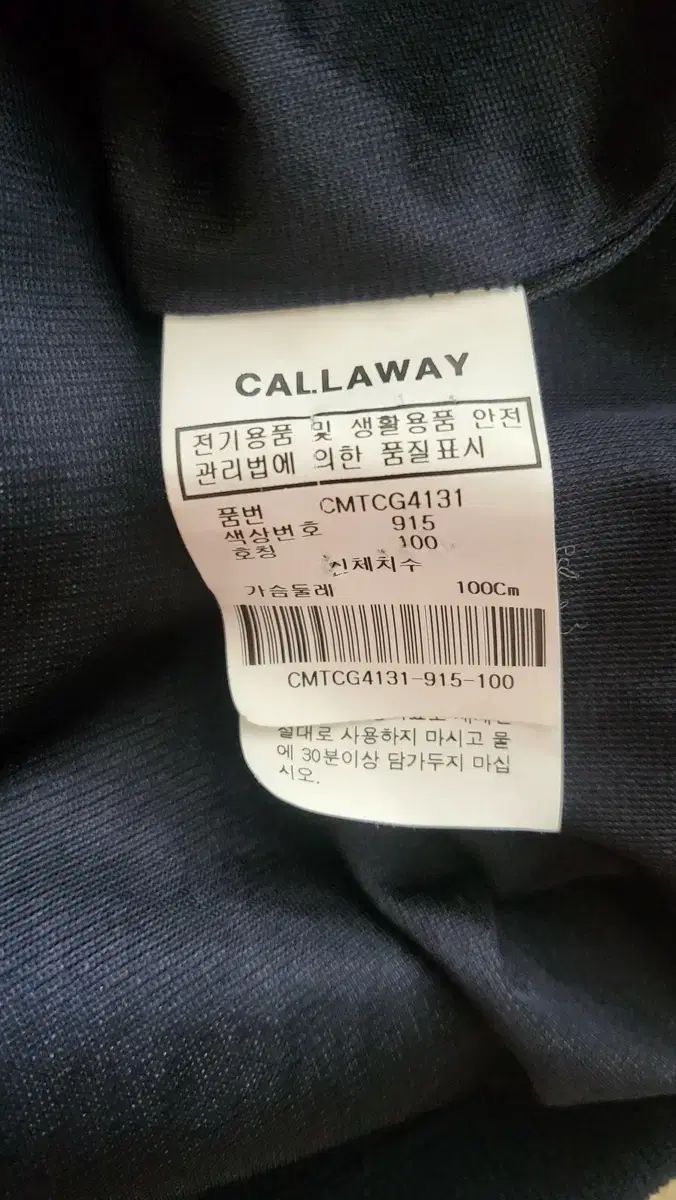 CALLAWAY
전기용품 및 생활용품 안전
관리법에 의한 품질표시
품번 CMTCG4131
색상번호 915
호칭 100
신체치수
가슴둘레 100Cm
CMTCG4131-915-100
절대로 사용하지 마시고 물
에 30분이상 담가두지 마십
시오.